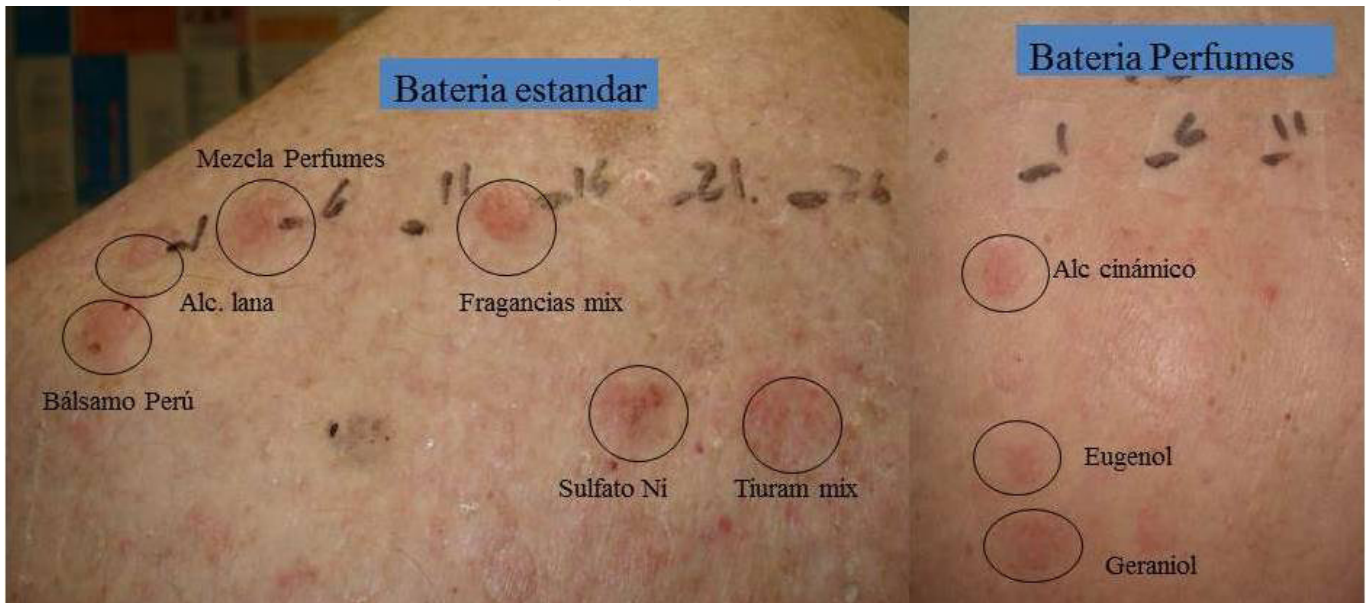 Bateria estandar
Bateria Perfumes
Mezcla Perfumes
1
6
11
16
21.
26
1
6
11
Alc. lana
Fragancias mix
Alc cinámico
Bálsamo Perú
Sulfato Ni
Tiuram mix
Eugenol
Geraniol